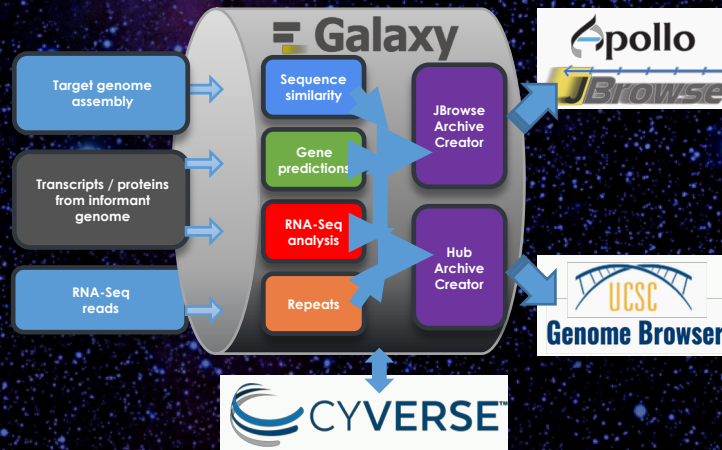 Galaxy
Target genome
assembly
Transcripts / proteins
from informant
genome
RNA-Seq
reads
Sequence
similarity
Gene
predictions
RNA-Seq
analysis
Repeats
JBrowse
Archive
Creator
Hub
Archive
Creator
Apollo
JBrowse
UCSC
Genome Browser
CYVERSE™